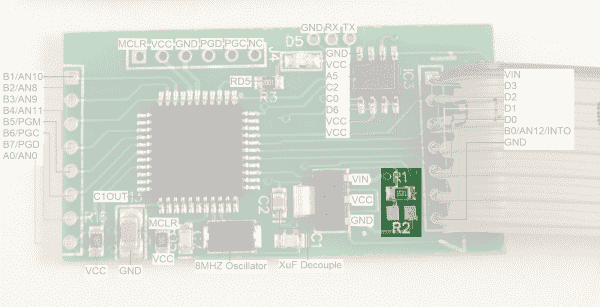 GND RX TX
D5
MCLR VCC GND PGD PGC NC
J4
GND
VCC
A5
C2
C0
D6
VCC
VCC
IC3
RD5
R3
B1/AN10
B2/AN8
B3/AN9
B4/AN11
B5/PGM
B6/PGC
B7/PGD
A0/AN0
VIN
D3
D2
D1
D0
B0/AN12/INTO
GND
VIN
VCC
GND
R1
R2
C1OUT
MCLR
C2
C1
VCC
GND
VCC
8MHZ Oscillator
XuF Decouple